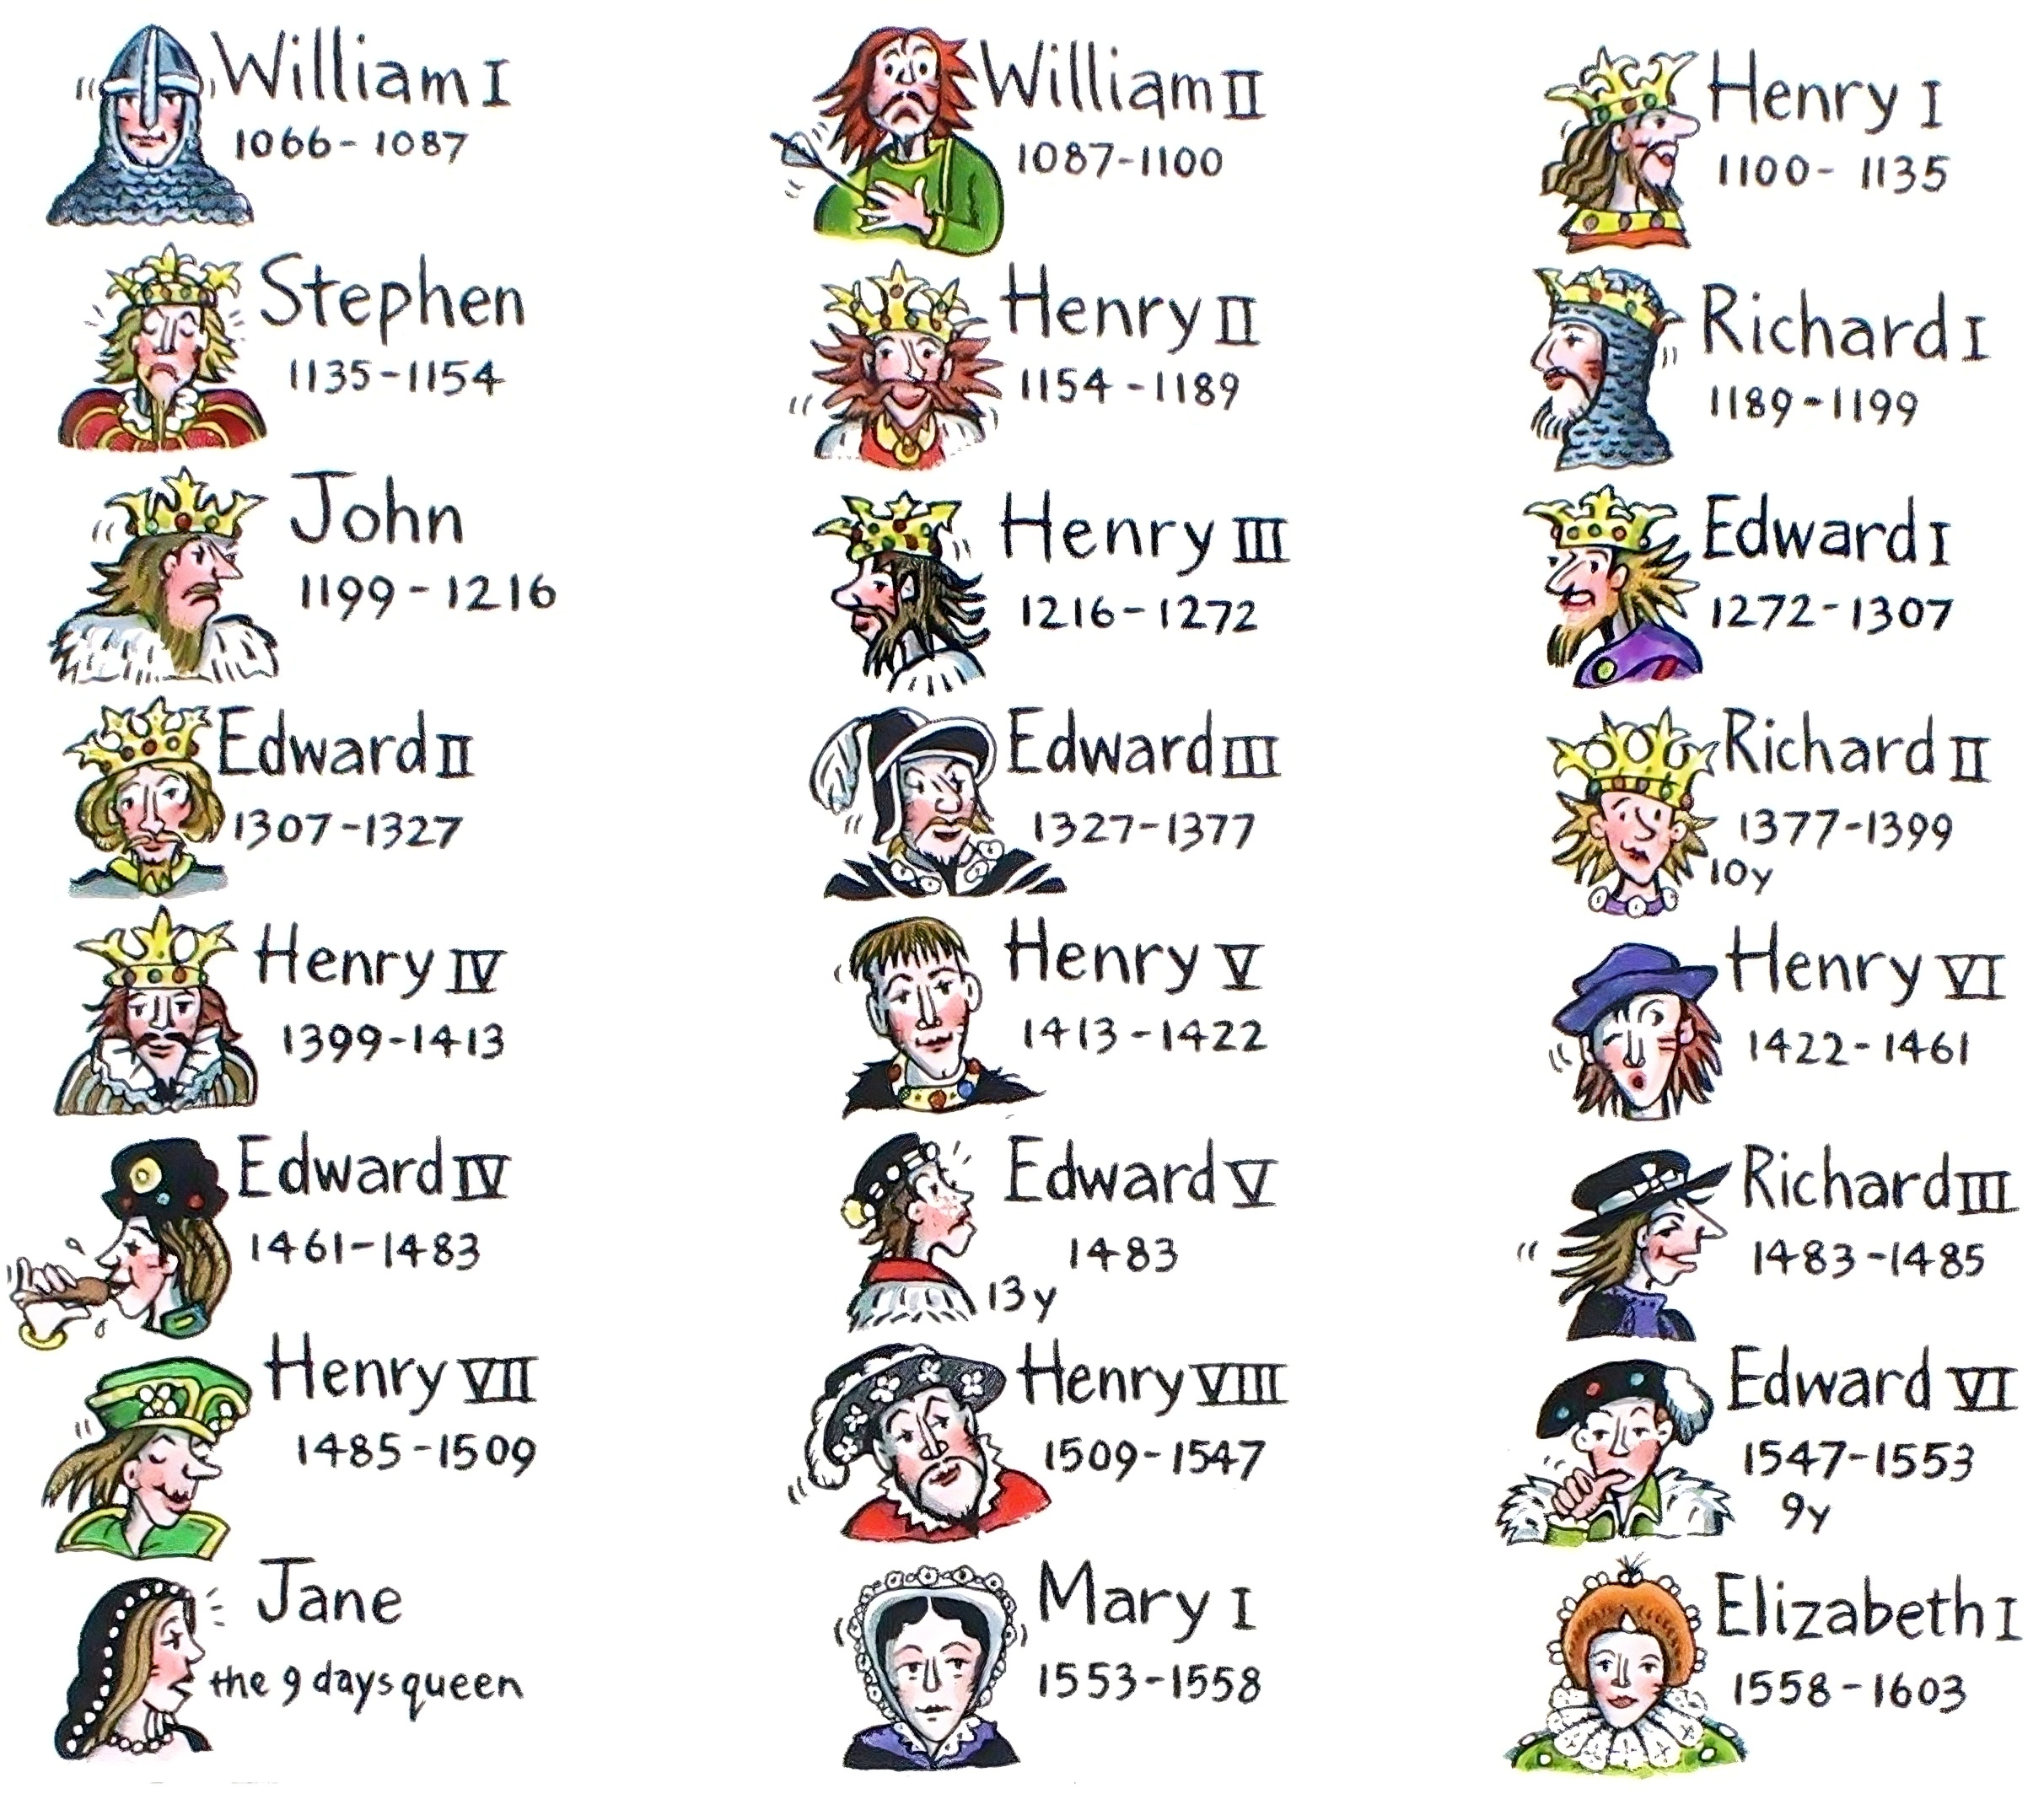 William I
1066-1087
William II
1087-1100
Henry I
1100-1135
Stephen
1135-1154
Henry II
1154-1189
Richard I
1189-1199
John
1199-1216
Henry III
1216-1272
Edward I
1272-1307
Edward II
1307-1327
Edward III
1327-1377
Richard II
1377-1399
10y
Henry IV
1399-1413
Henry V
1413-1422
Henry VI
1422-1461
Edward IV
1461-1483
Edward V
1483
13y
Richard III
1483-1485
Henry VII
1485-1509
Henry VIII
1509-1547
Edward VI
1547-1553
9y
Jane
the 9 days queen
Mary I
1553-1558
Elizabeth I
1558-1603